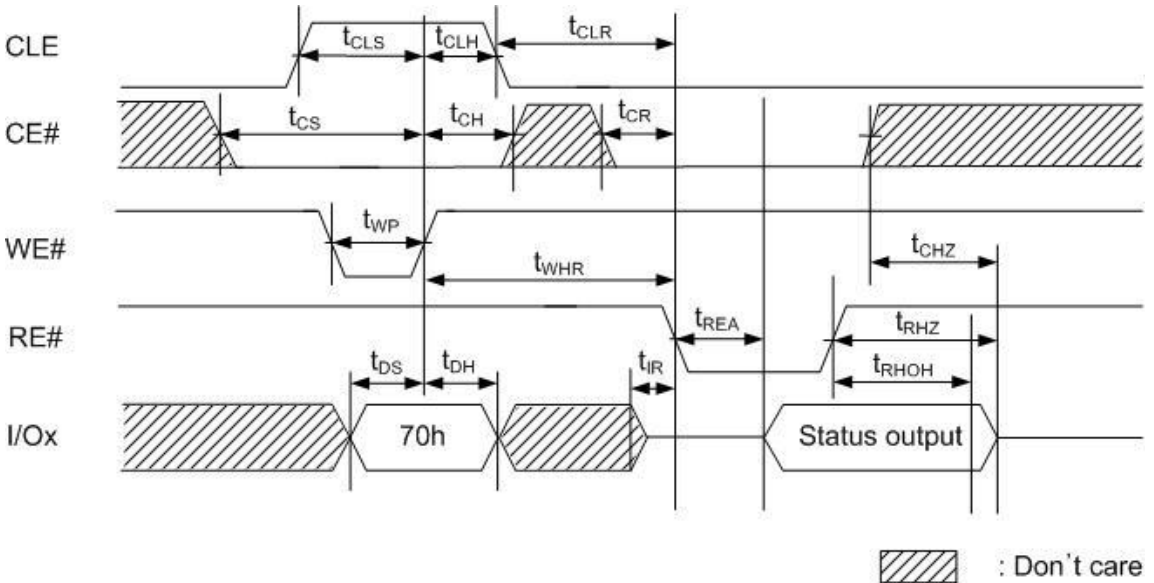 CLE
tCLS
tCLH
tCLR
CE#
tCS
tCH
tCR
WE#
tWP
tWHR
tCHZ
RE#
tREA
tRHZ
tDS
tDH
tIR
tRHOH
I/Ox
70h
Status output
: Don`t care